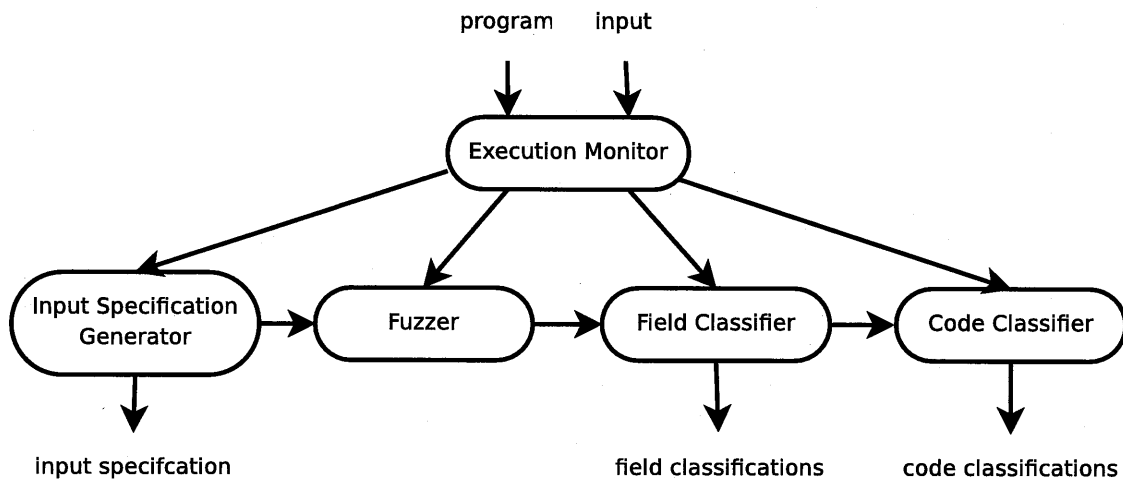 program
input
Execution Monitor
Input Specification
Generator
Fuzzer
Field Classifier
Code Classifier
input specifcation
field classifications
code classifications